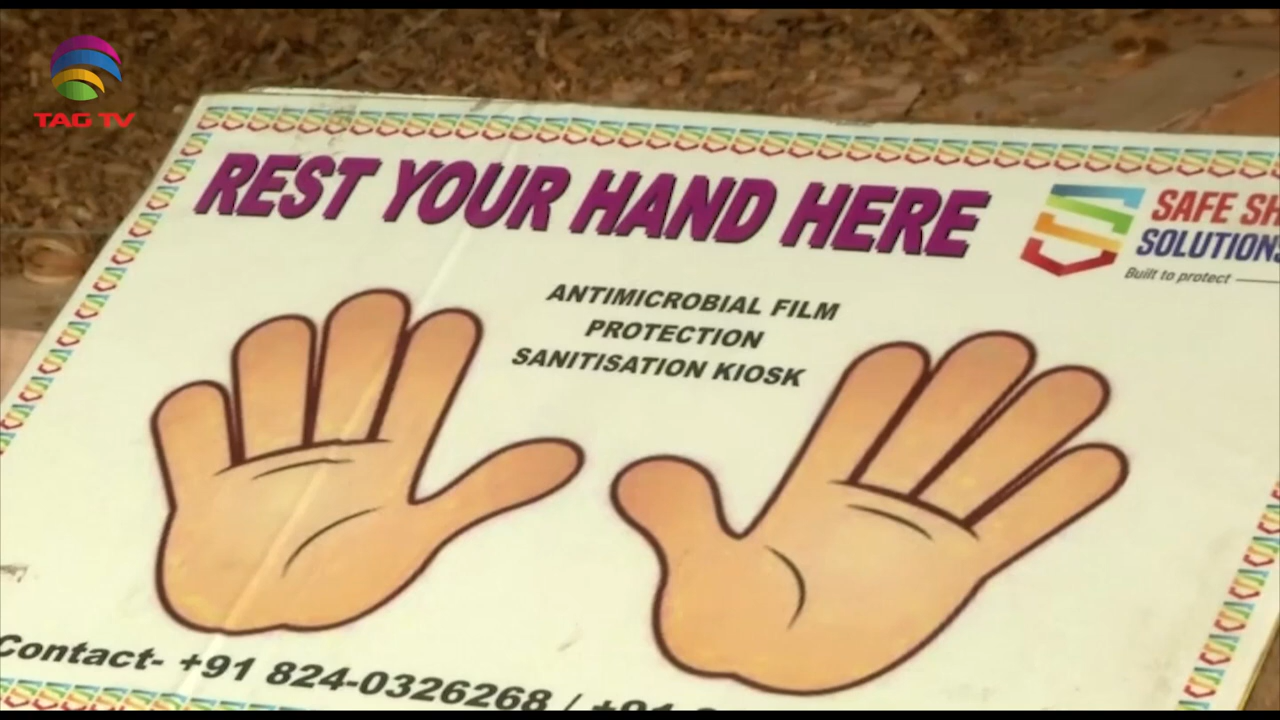 TAG TV
REST YOUR HAND HERE
SAFE
SOLUTIONS
Built to protect
ANTIMICROBIAL FILM
PROTECTION
SANITISATION KIOSK
Contact- +91 824-0326268 / +91